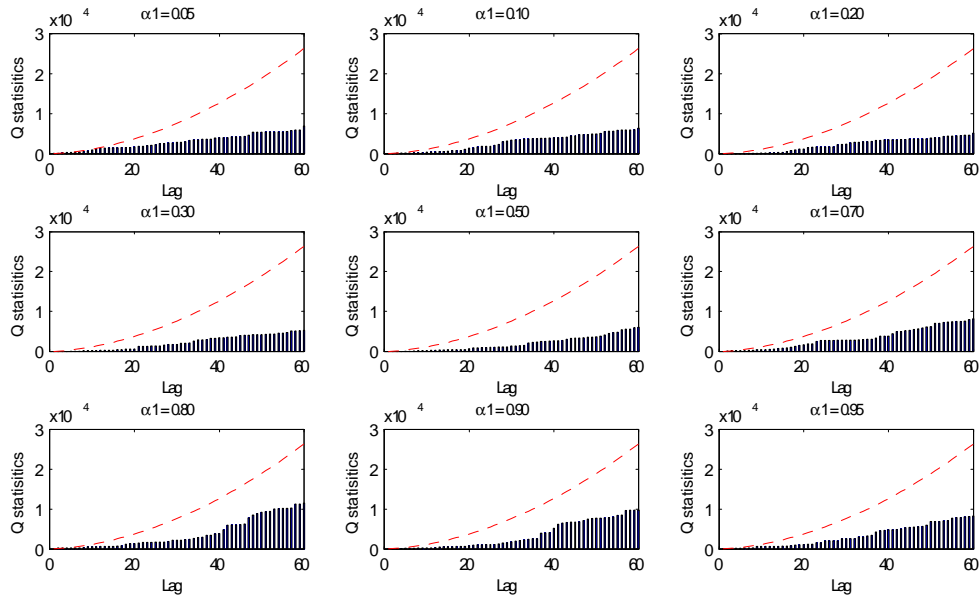 x10 4 α1=0.05 x10 4 α1=0.10 x10 4 α1=0.20
3 3 3
Q statisitics Q statisitics Q statisitics
2 2 2
1 1 1
0 0 0
0 20 40 60 0 20 40 60 0 20 40 60
Lag Lag Lag
x10 4 α1=0.30 x10 4 α1=0.50 x10 4 α1=0.70
3 3 3
Q statisitics Q statisitics Q statisitics
2 2 2
1 1 1
0 0 0
0 20 40 60 0 20 40 60 0 20 40 60
Lag Lag Lag
x10 4 α1=0.80 x10 4 α1=0.90 x10 4 α1=0.95
3 3 3
Q statisitics Q statisitics Q statisitics
2 2 2
1 1 1
0 0 0
0 20 40 60 0 20 40 60 0 20 40 60
Lag Lag Lag